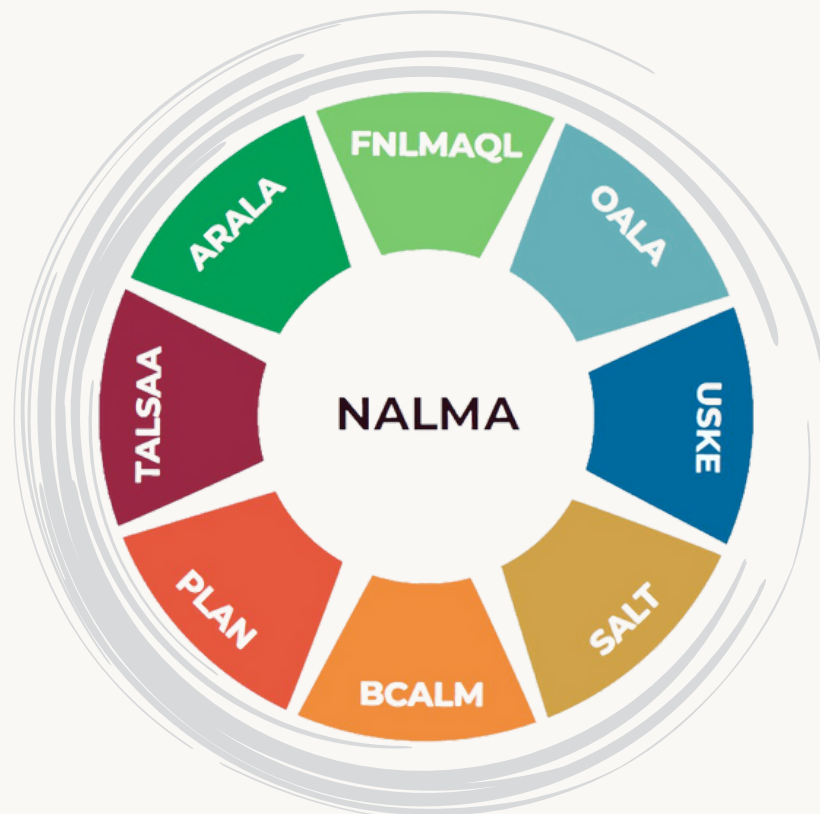 FNLMAQL
OALA
USKE
SALT
BCALM
PLAN
TALSAA
ARALA
NALMA